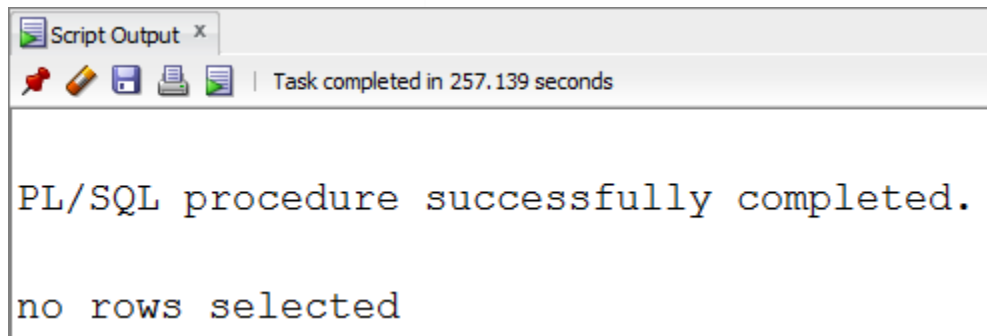 Script Output x
Task completed in 257.139 seconds
PL/SQL procedure successfully completed.
no rows selected